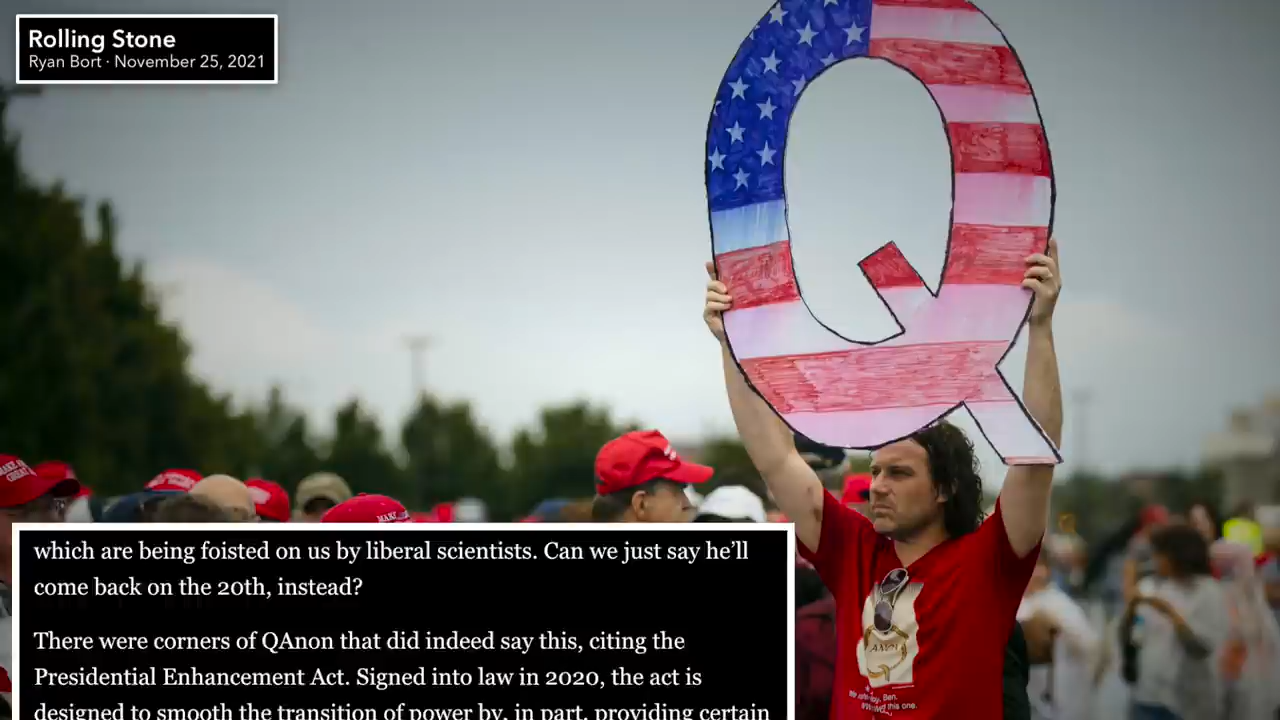 Rolling Stone
Ryan Bort · November 25, 2021
which are being foisted on us by liberal scientists. Can we just say he’ll
come back on the 20th, instead?
There were corners of QAnon that did indeed say this, citing the
Presidential Enhancement Act. Signed into law in 2020, the act is
designed to smooth the transition of power by, in part, providing certain
Q
this one.